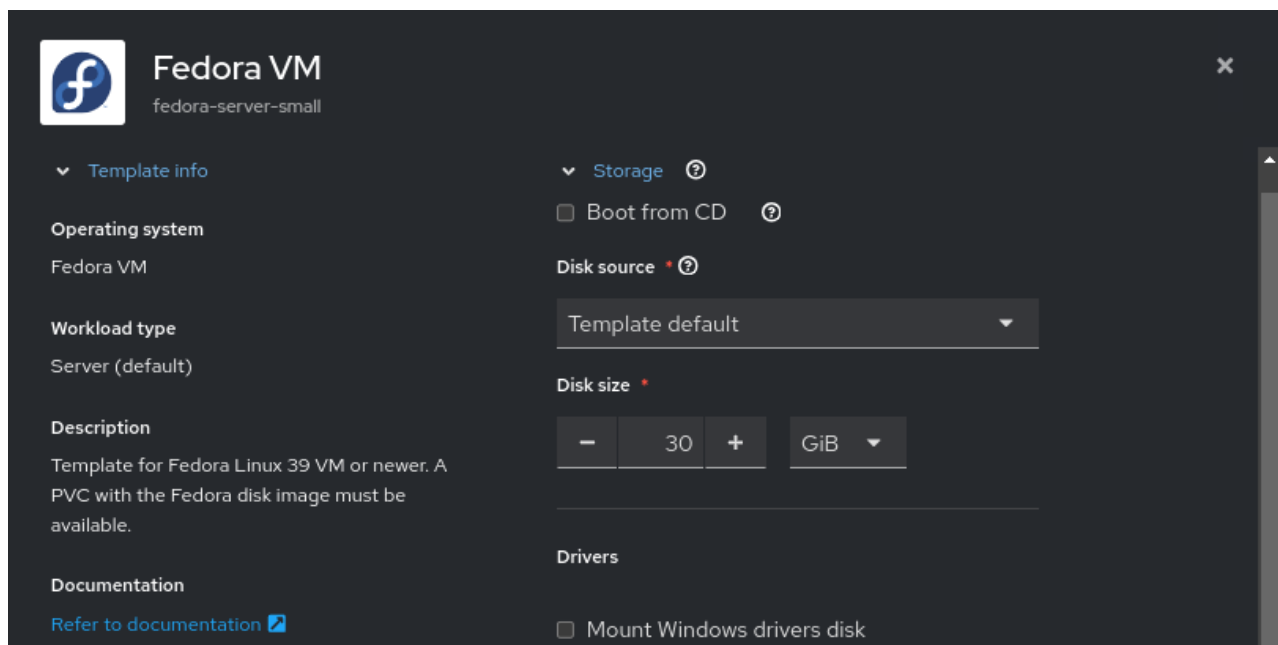 Fedora VM
fedora-server-small
Template info
Operating system
Fedora VM
Workload type
Server (default)
Description
Template for Fedora Linux 39 VM or newer. A
PVC with the Fedora disk image must be
available.
Documentation
Refer to documentation
Storage
Boot from CD
Disk source *
Template default
Disk size *
30 GiB
Drivers
Mount Windows drivers disk